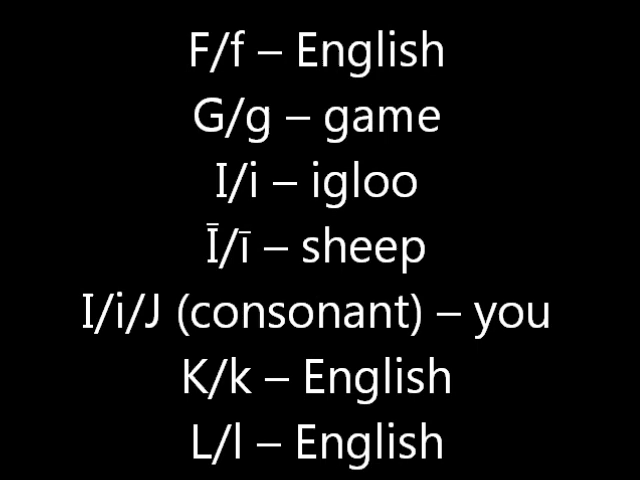 F/f – English
G/g – game
I/i – igloo
Ī/ī – sheep
I/i/J (consonant) – you
K/k – English
L/l – English